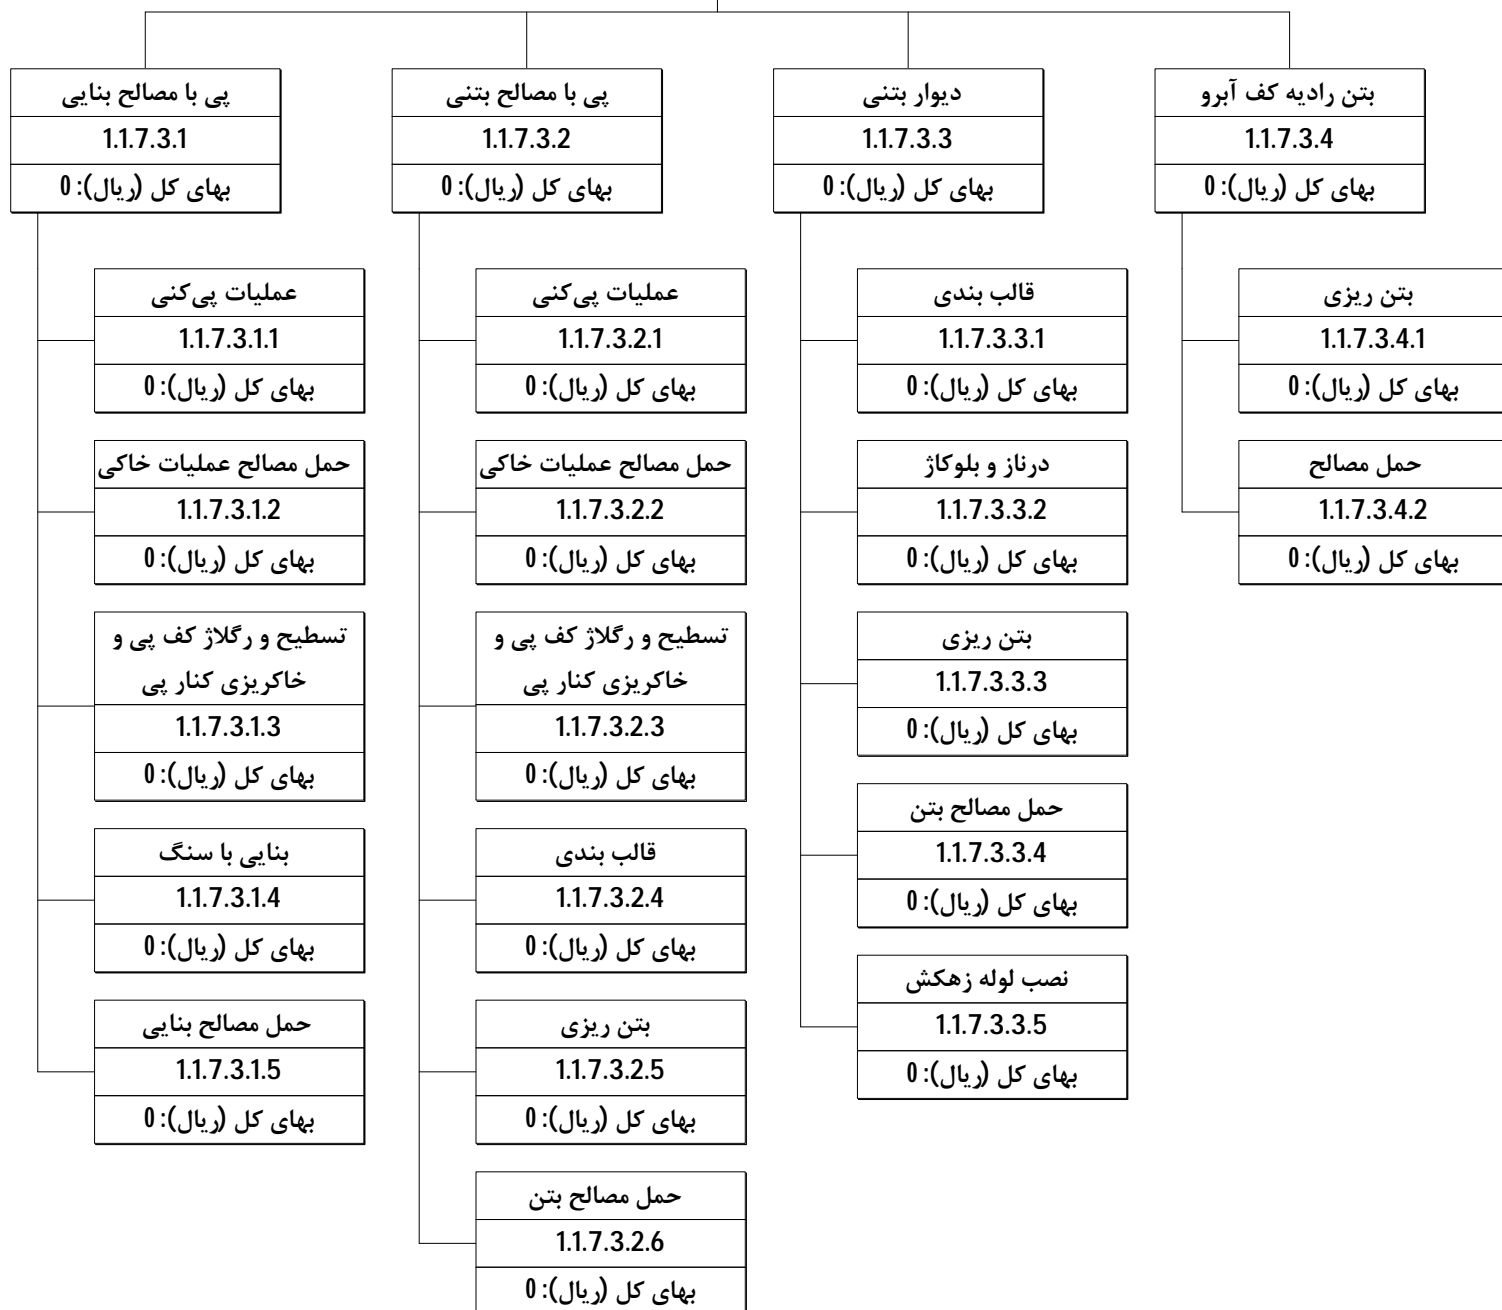 پی با مصالح بنایی
1.1.7.3.1
بهای کل (ریال): 0
پی با مصالح بتنی
1.1.7.3.2
بهای کل (ریال): 0
دیوار بتنی
1.1.7.3.3
بهای کل (ریال): 0
بتن رادیه کف آبرو
1.1.7.3.4
بهای کل (ریال): 0
عملیات پی‌کنی
1.1.7.3.1.1
بهای کل (ریال): 0
حمل مصالح عملیات خاکی
1.1.7.3.1.2
بهای کل (ریال): 0
تسطیح و رگلاژ کف پی و
خاکریزی کنار پی
1.1.7.3.1.3
بهای کل (ریال): 0
بنایی با سنگ
1.1.7.3.1.4
بهای کل (ریال): 0
حمل مصالح بنایی
1.1.7.3.1.5
بهای کل (ریال): 0
عملیات پی‌کنی
1.1.7.3.2.1
بهای کل (ریال): 0
حمل مصالح عملیات خاکی
1.1.7.3.2.2
بهای کل (ریال): 0
تسطیح و رگلاژ کف پی و
خاکریزی کنار پی
1.1.7.3.2.3
بهای کل (ریال): 0
قالب بندی
1.1.7.3.2.4
بهای کل (ریال): 0
بتن ریزی
1.1.7.3.2.5
بهای کل (ریال): 0
حمل مصالح بتن
1.1.7.3.2.6
بهای کل (ریال): 0
قالب بندی
1.1.7.3.3.1
بهای کل (ریال): 0
درناژ و بلوکاژ
1.1.7.3.3.2
بهای کل (ریال): 0
بتن ریزی
1.1.7.3.3.3
بهای کل (ریال): 0
حمل مصالح بتن
1.1.7.3.3.4
بهای کل (ریال): 0
نصب لوله زهکش
1.1.7.3.3.5
بهای کل (ریال): 0
بتن ریزی
1.1.7.3.4.1
بهای کل (ریال): 0
حمل مصالح
1.1.7.3.4.2
بهای کل (ریال): 0